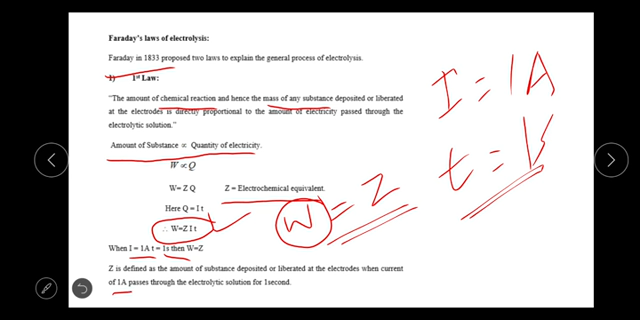 Faraday's laws of electrolysis:
Faraday in 1833 proposed two laws to explain the general process of electrolysis.
1) 1st Law:
"The amount of chemical reaction and hence the mass of any substance deposited or liberated
at the electrodes is directly proportional to the amount of electricity passed through the
electrolytic solution."
Amount of Substance ∝ Quantity of electricity.
W ∝ Q
W= Z Q Z = Electrochemical equivalent.
Here Q = I t
∴ W=Z I t
When I = 1A t = 1s then W=Z
Z is defined as the amount of substance deposited or liberated at the electrodes when current
of 1A passes through the electrolytic solution for 1second.
I = 1A
t = 1s
W = Z